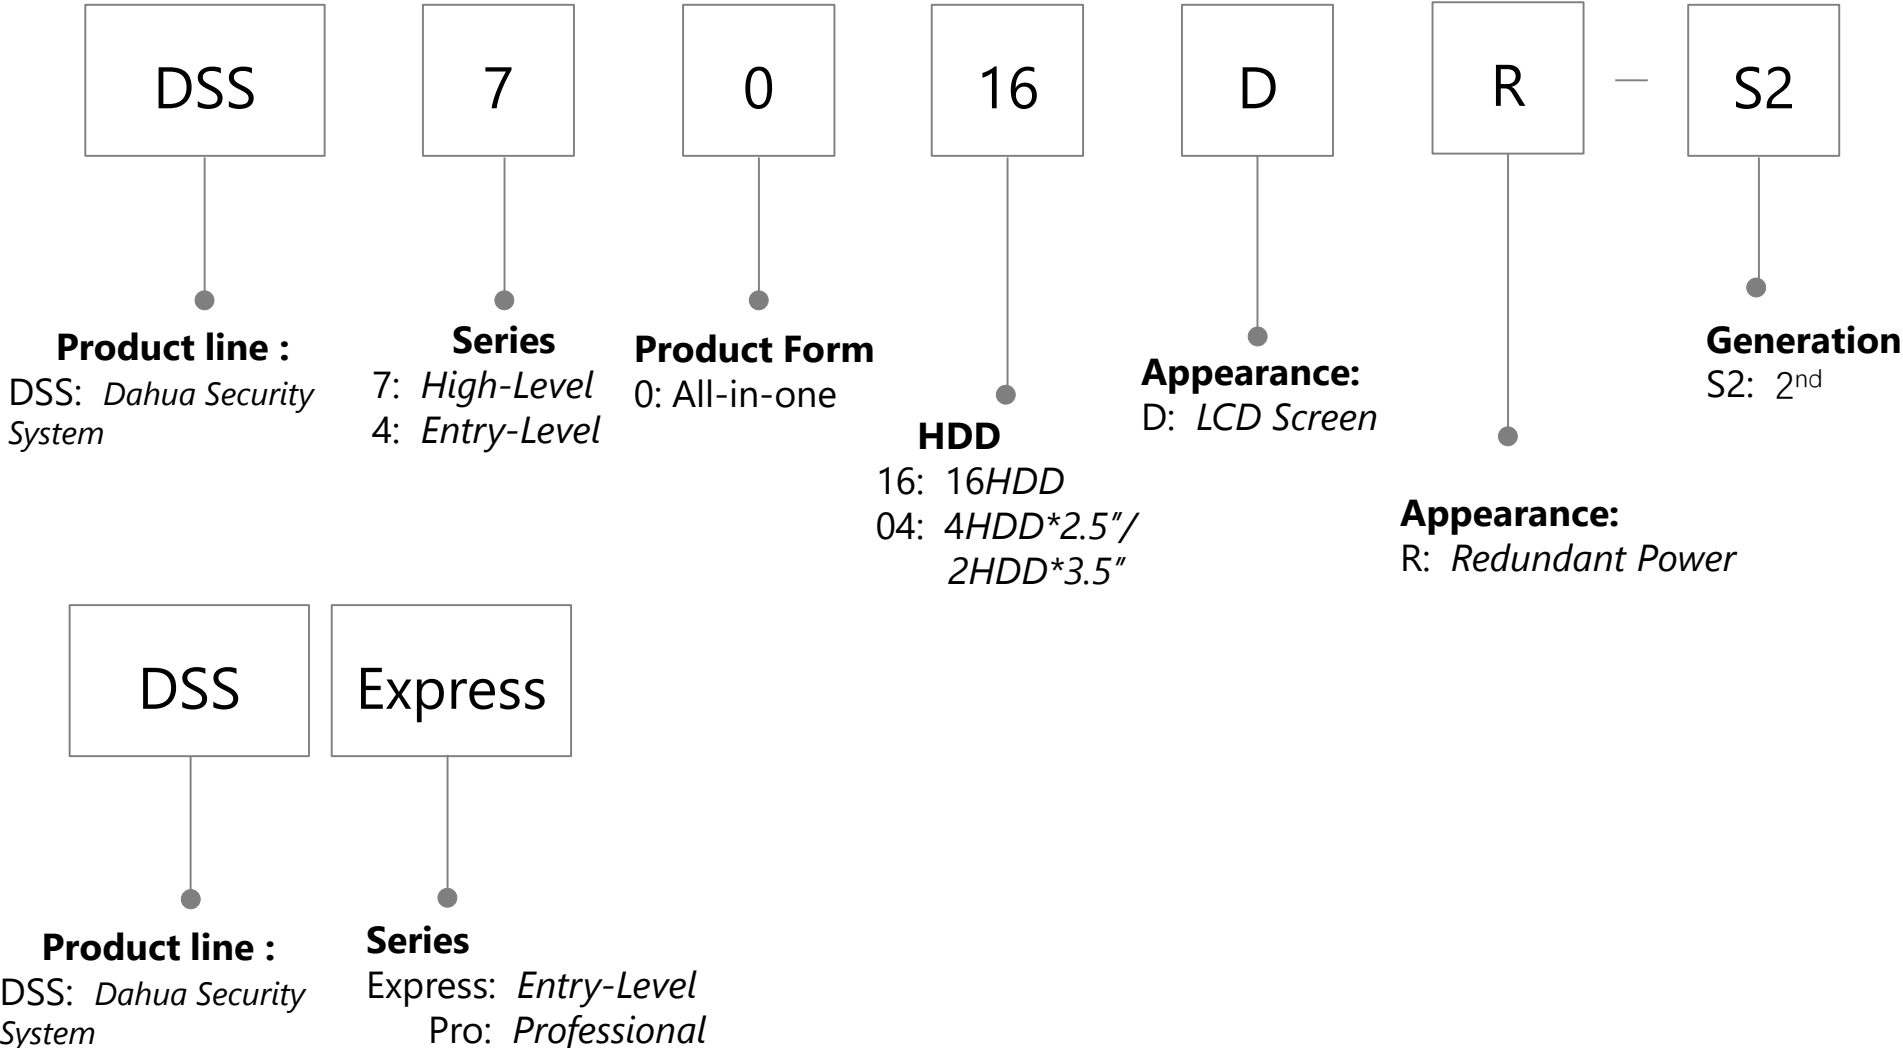 DSS
7
0
16
D
R
—
S2
Product line :
DSS: Dahua Security
System
Series
7: High-Level
4: Entry-Level
Product Form
0: All-in-one
HDD
16: 16HDD
04: 4HDD*2.5"/
2HDD*3.5"
Appearance:
D: LCD Screen
Appearance:
R: Redundant Power
Generation
S2: 2nd
DSS
Express
Product line :
DSS: Dahua Security
System
Series
Express: Entry-Level
Pro: Professional